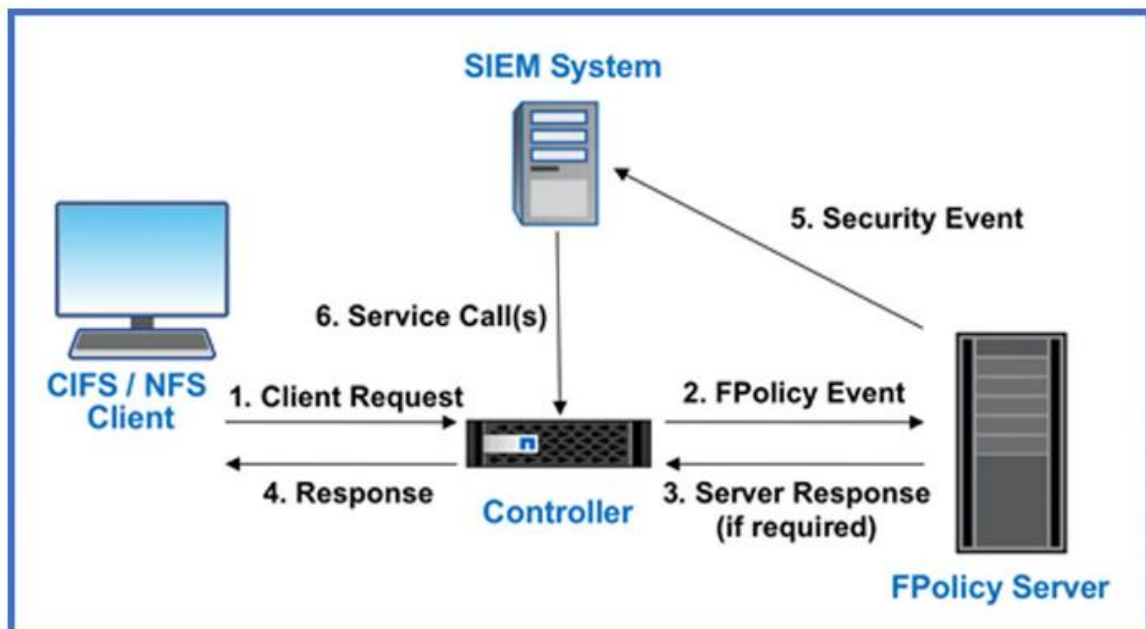 SIEM System
5. Security Event
6. Service Call(s)
CIFS / NFS
Client
1. Client Request
2. FPolicy Event
4. Response
3. Server Response
(if required)
Controller
FPolicy Server